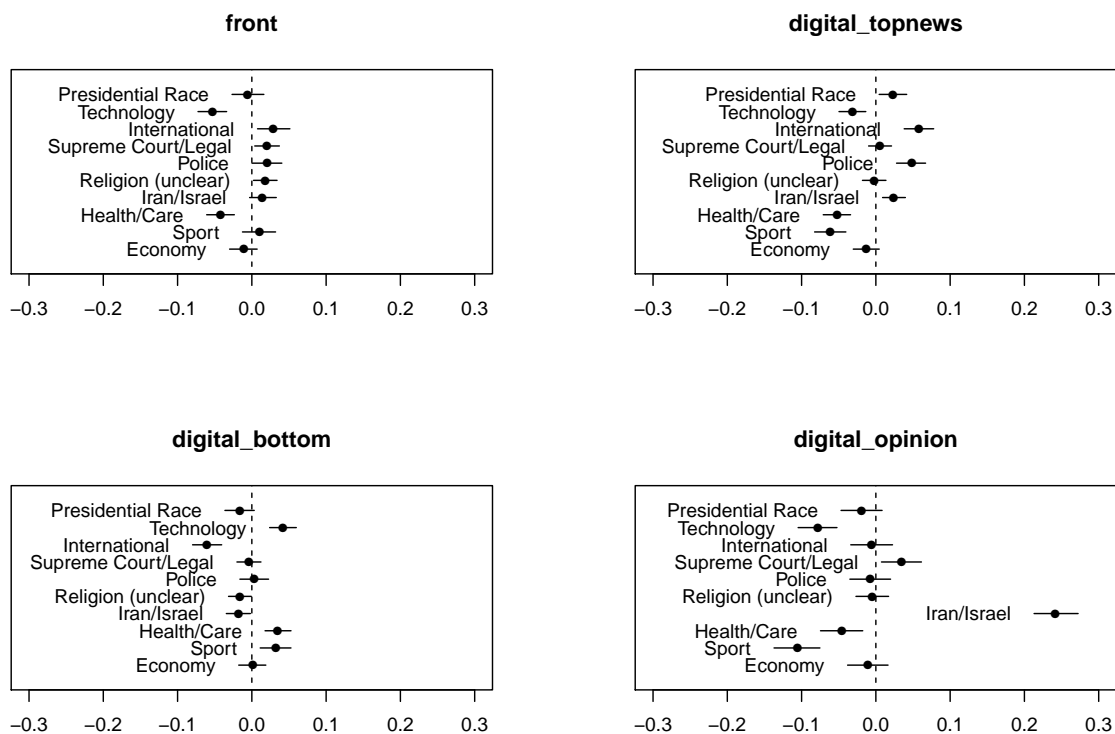 front
Presidential Race
Technology
International
Supreme Court/Legal
Police
Religion (unclear)
Iran/Israel
Health/Care
Sport
Economy
−0.3 −0.2 −0.1 0.0 0.1 0.2 0.3
digital_topnews
Presidential Race
Technology
International
Supreme Court/Legal
Police
Religion (unclear)
Iran/Israel
Health/Care
Sport
Economy
−0.3 −0.2 −0.1 0.0 0.1 0.2 0.3
digital_bottom
Presidential Race
Technology
International
Supreme Court/Legal
Police
Religion (unclear)
Iran/Israel
Health/Care
Sport
Economy
−0.3 −0.2 −0.1 0.0 0.1 0.2 0.3
digital_opinion
Presidential Race
Technology
International
Supreme Court/Legal
Police
Religion (unclear)
Iran/Israel
Health/Care
Sport
Economy
−0.3 −0.2 −0.1 0.0 0.1 0.2 0.3